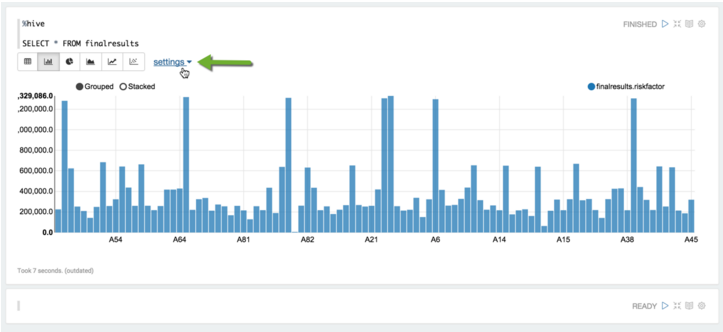 %hive
FINISHED
SELECT * FROM finalresults
settings
Grouped
Stacked
finalresults.riskfactor
,329,086.0
,200,000.0
,000,000.0
800,000.0
600,000.0
400,000.0
200,000.0
0.0
A54
A64
A81
A82
A21
A6
A14
A15
A38
A45
Took 7 seconds. (outdated)
READY